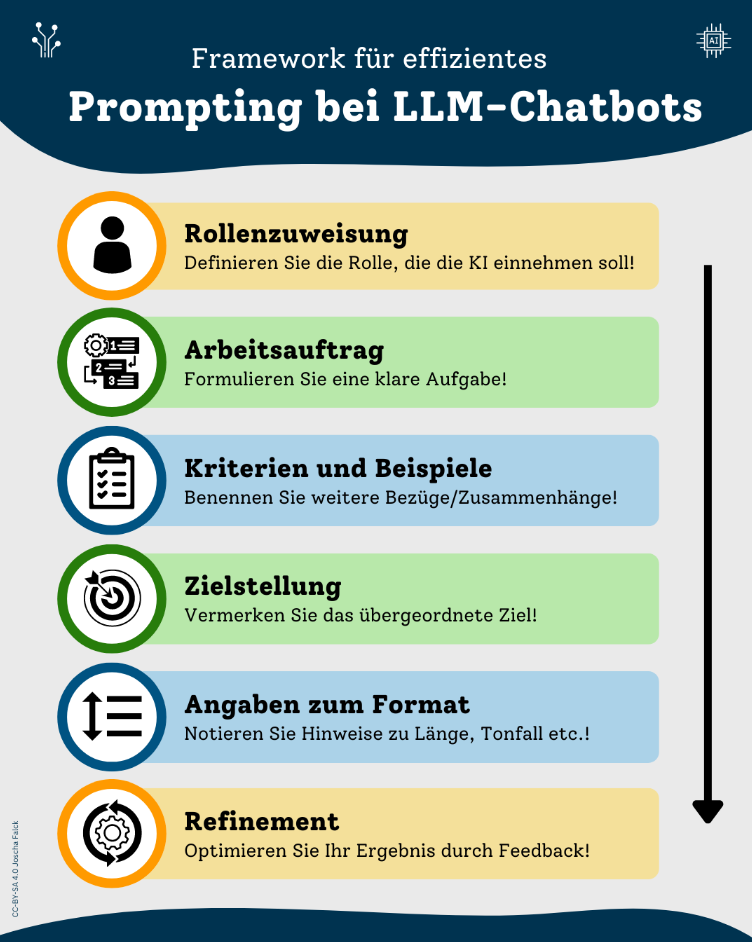 AI
Framework für effizientes
Prompting bei LLM-Chatbots
Rollenzuweisung
Definieren Sie die Rolle, die die KI einnehmen soll!
1
2
3
Arbeitsauftrag
Formulieren Sie eine klare Aufgabe!
Kriterien und Beispiele
Benennen Sie weitere Bezüge/Zusammenhänge!
Zielstellung
Vermerken Sie das übergeordnete Ziel!
Angaben zum Format
Notieren Sie Hinweise zu Länge, Tonfall etc.!
Refinement
Optimieren Sie Ihr Ergebnis durch Feedback!
CC-BY-SA 4.0 Joscha Falck